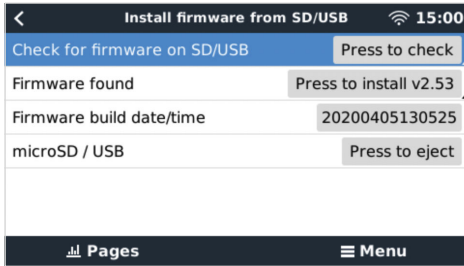 Install firmware from SD/USB 15:00
Check for firmware on SD/USB Press to check
Firmware found Press to install v2.53
Firmware build date/time 20200405130525
microSD / USB Press to eject
Pages Menu